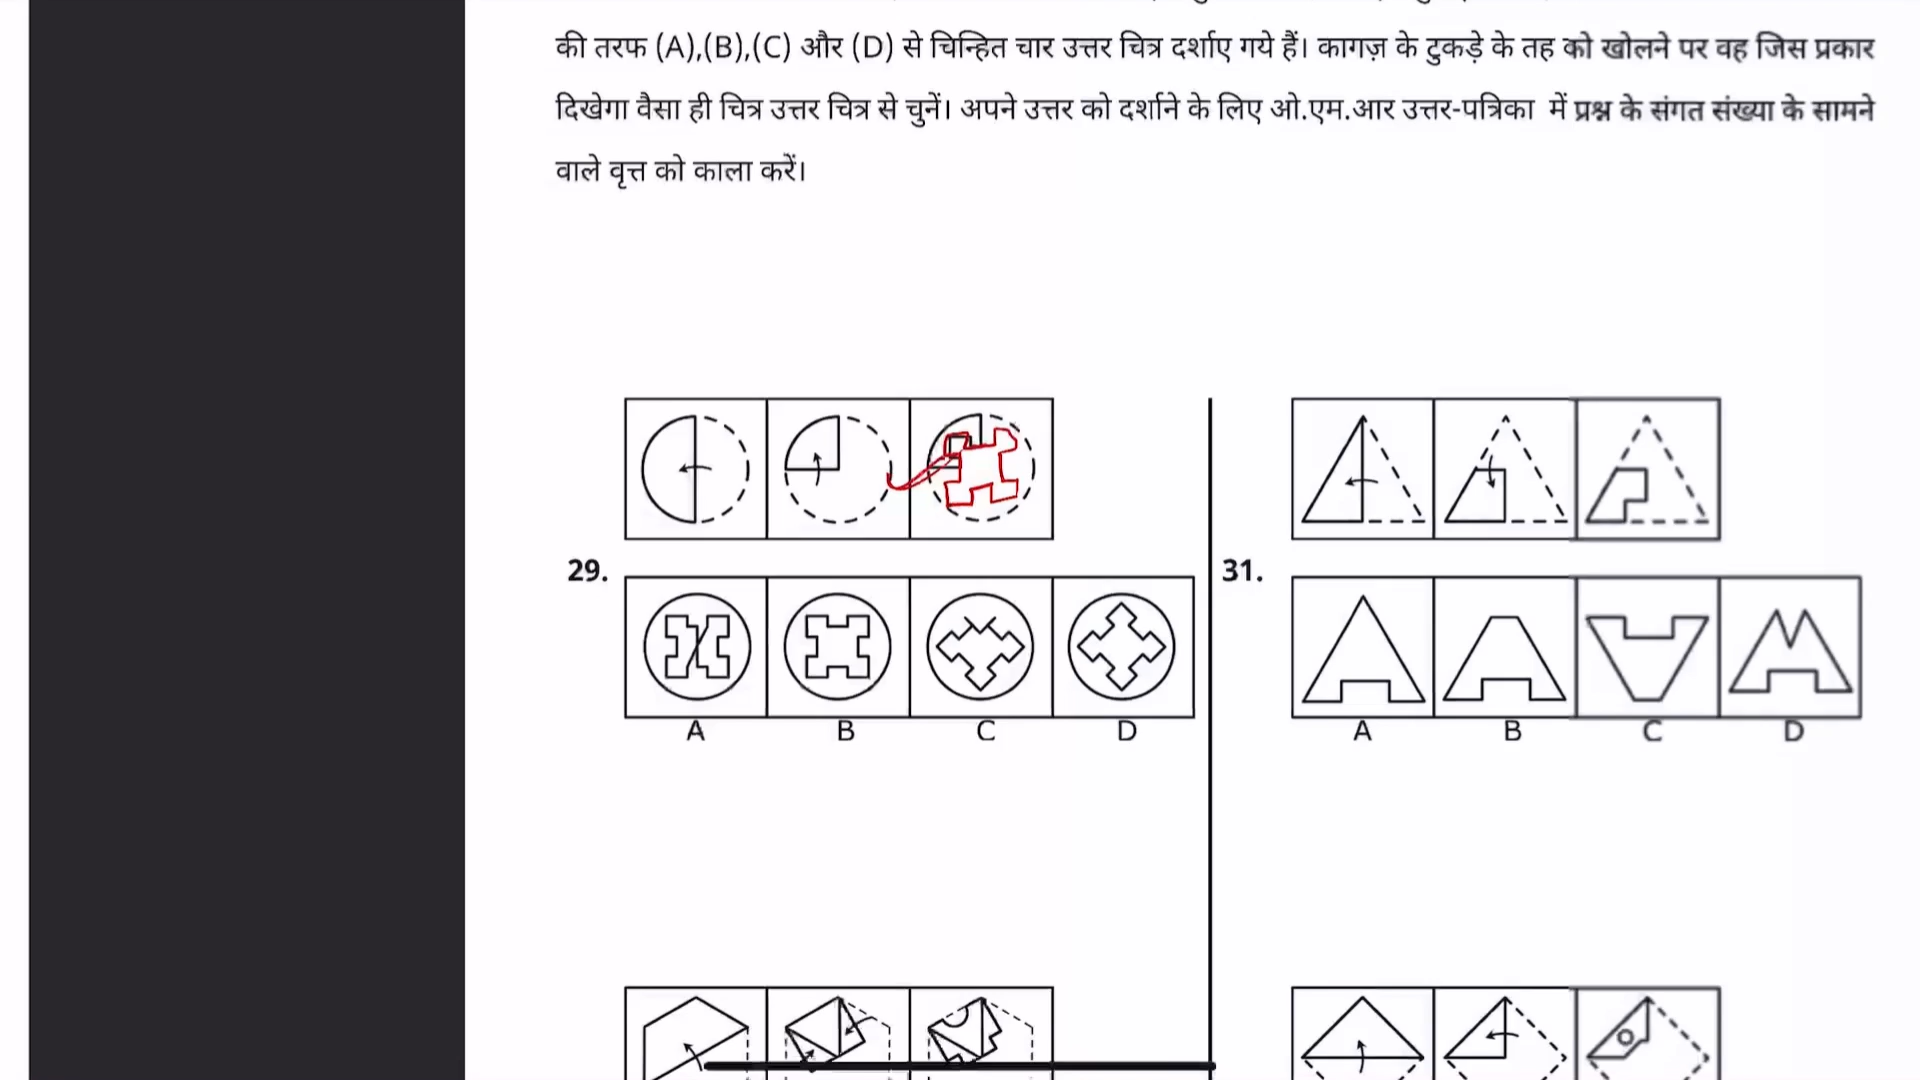 की तरफ (A),(B),(C) और (D) से चिन्हित चार उत्तर चित्र दर्शाए गये हैं। कागज़ के टुकड़े के तह को खोलने पर वह जिस प्रकार
दिखेगा वैसा ही चित्र उत्तर चित्र से चुनें। अपने उत्तर को दर्शाने के लिए ओ.एम.आर उत्तर-पत्रिका में प्रश्न के संगत संख्या के सामने
वाले वृत्त को काला करें।
29.
A B C D
31.
A B C D